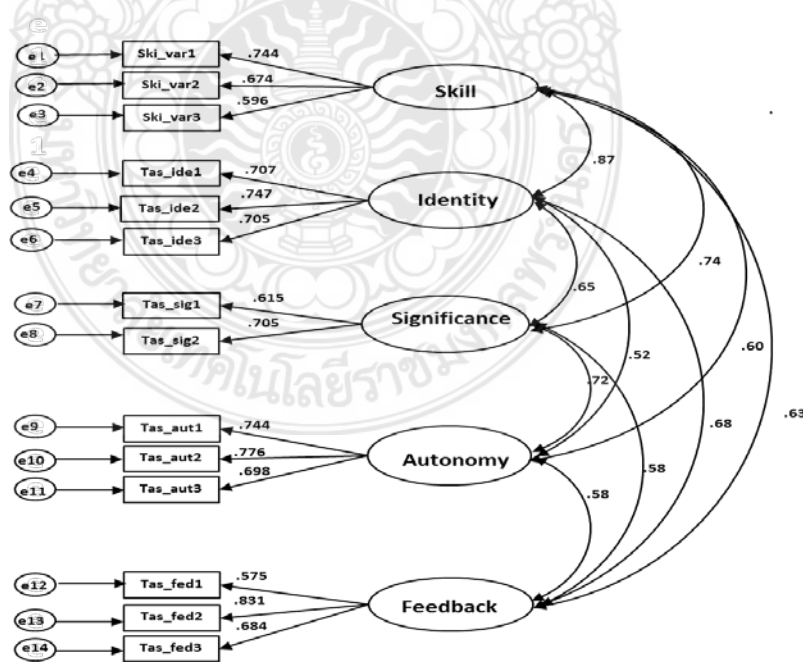 e1 Ski_var1 .744
e2 Ski_var2 .674 Skill
e3 Ski_var3 .596
.87
e4 Tas_ide1 .707
e5 Tas_ide2 .747 Identity
e6 Tas_ide3 .705
.74
.65
e7 Tas_sig1 .615
e8 Tas_sig2 .705 Significance
.60
.52
.72
.63
.68
e9 Tas_aut1 .744
e10 Tas_aut2 .776 Autonomy
e11 Tas_aut3 .698
.58
.58
e12 Tas_fed1 .575
e13 Tas_fed2 .831 Feedback
e14 Tas_fed3 .684